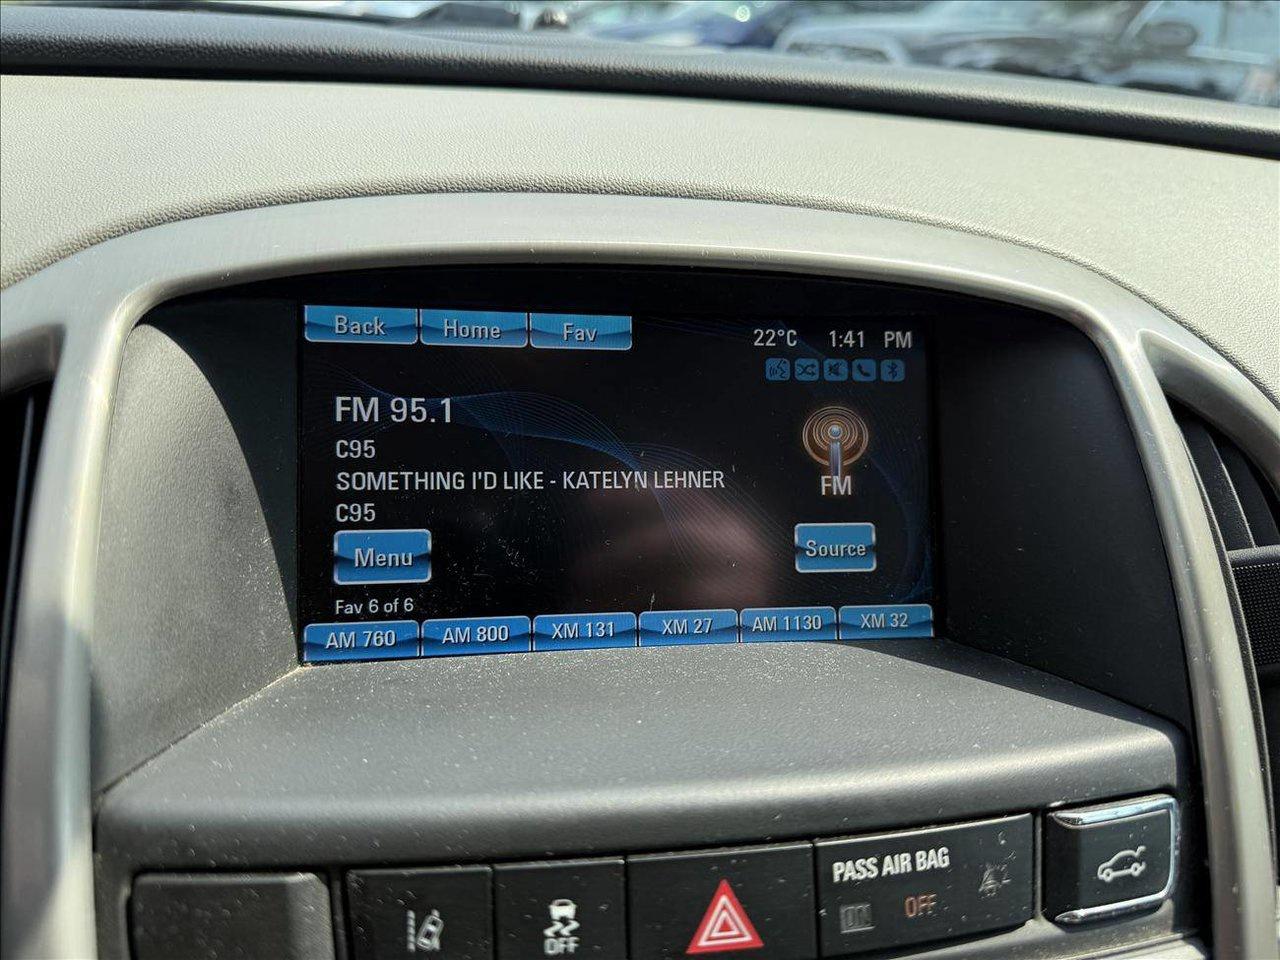 Back Home Fav 22°C 1:41 PM
FM 95.1
C95
SOMETHING I'D LIKE - KATELYN LEHNER
FM
C95
Menu Source
Fav 6 of 6
AM 760 AM 800 XM 131 XM 27 AM 1130 XM 32
PASS AIR BAG
ON OFF
OFF